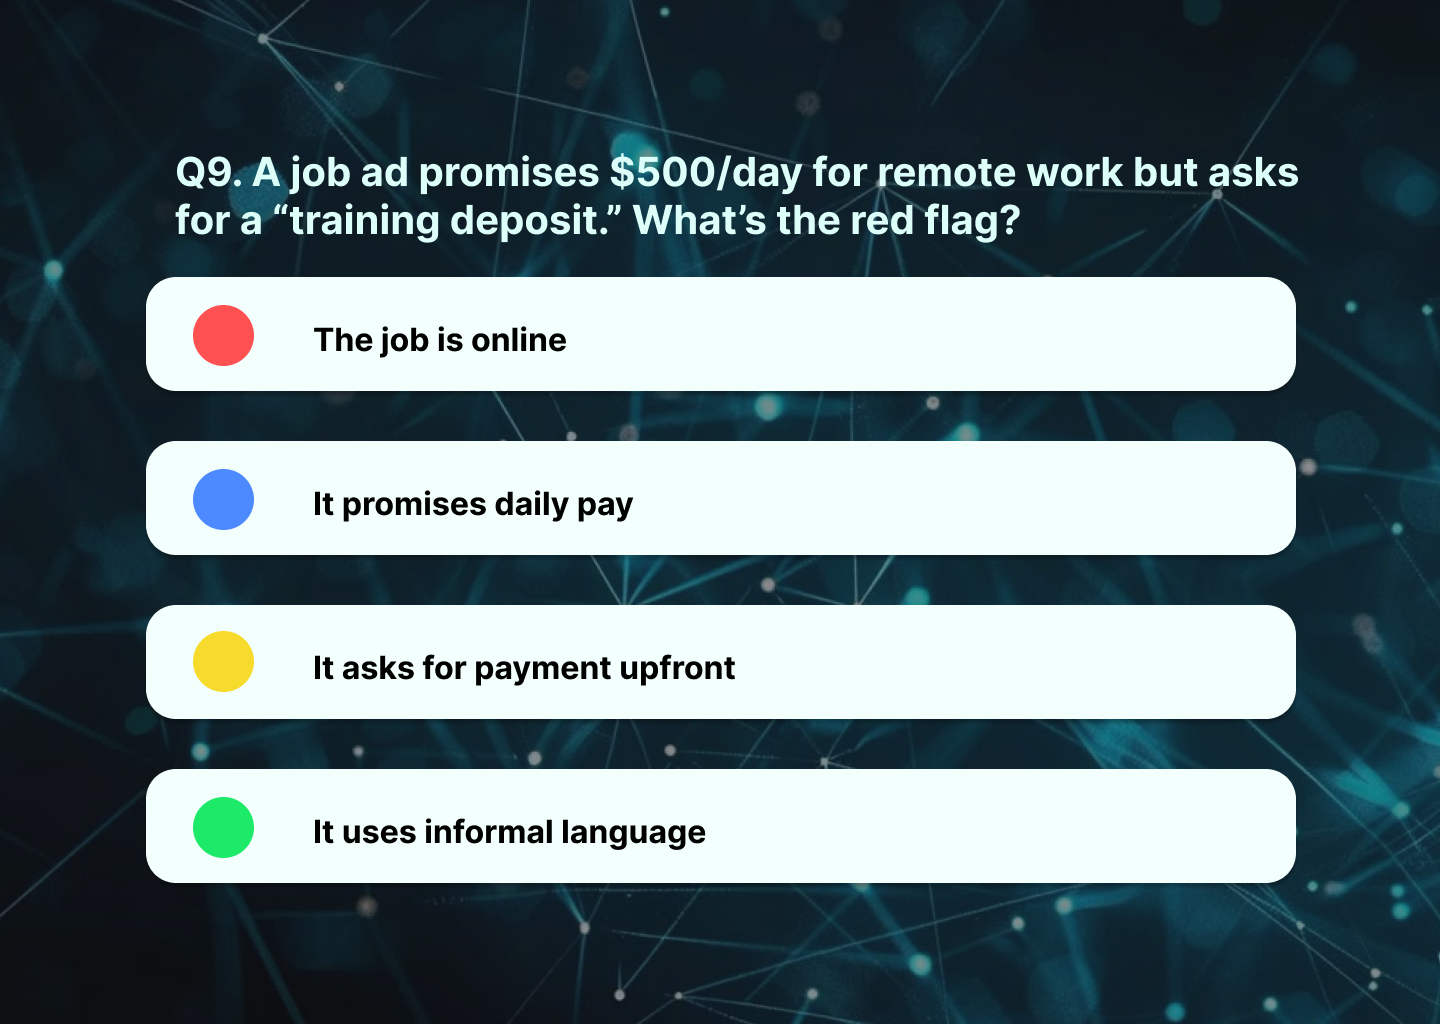 Q9. A job ad promises $500/day for remote work but asks
for a “training deposit.” What’s the red flag?
The job is online
It promises daily pay
It asks for payment upfront
It uses informal language